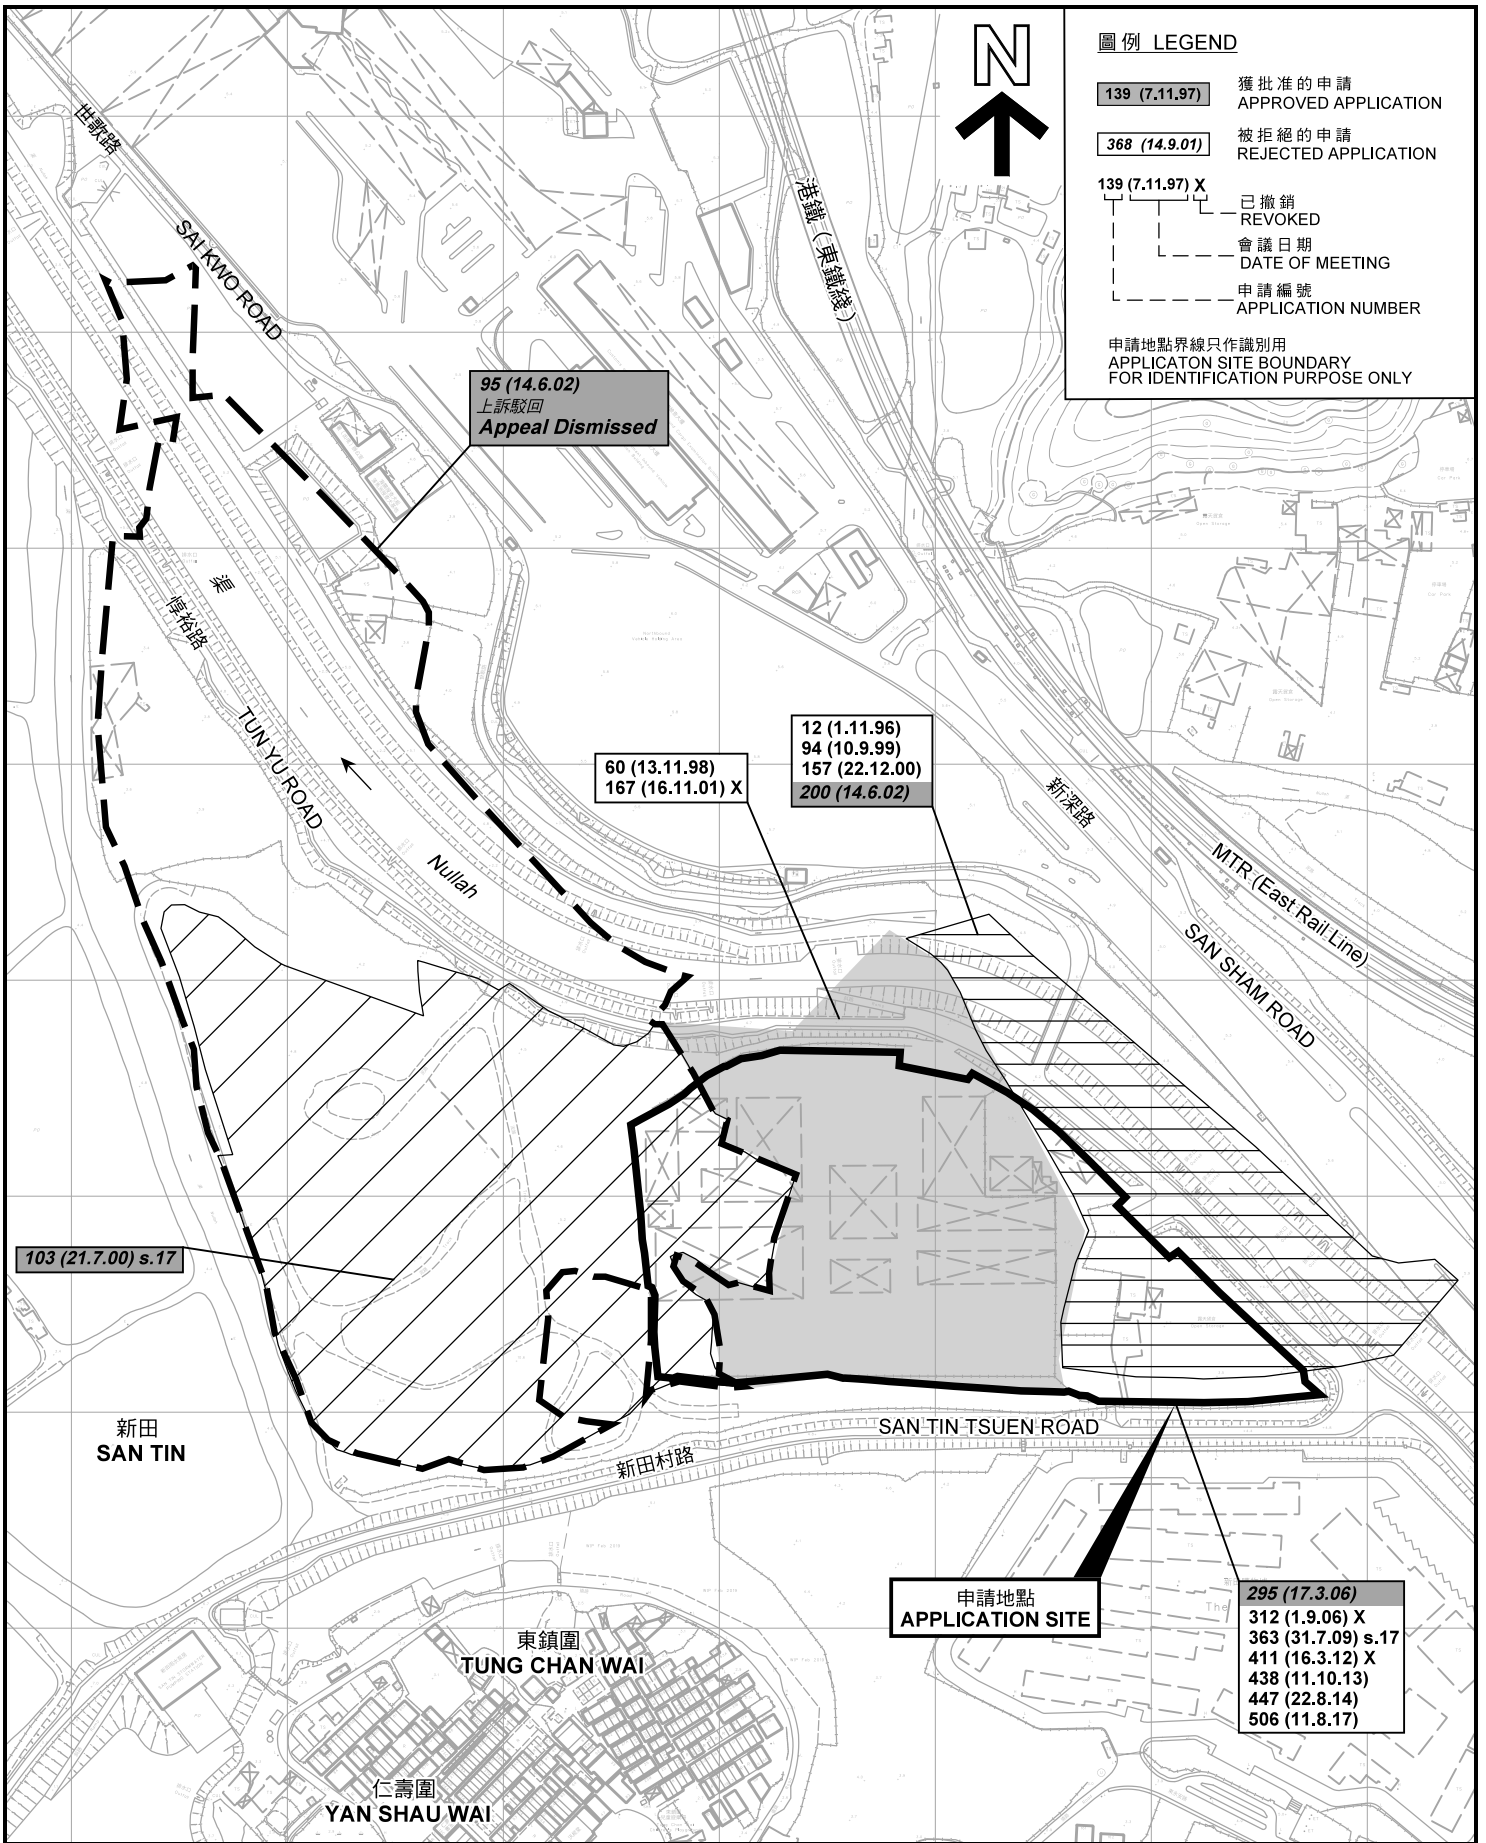 圖例 LEGEND
139 (7.11.97)
獲批准的申請
APPROVED APPLICATION
368 (14.9.01)
被拒絕的申請
REJECTED APPLICATION
139 (7.11.97) X
已撤銷
REVOKED
會議日期
DATE OF MEETING
申請編號
APPLICATION NUMBER
申請地點界線只作識別用
APPLICATON SITE BOUNDARY
FOR IDENTIFICATION PURPOSE ONLY
N
世歌路
SAI KWO ROAD
港鐵（東鐵綫）
95 (14.6.02)
上訴駁回
Appeal Dismissed
渠
惇裕路
TUN YU ROAD
Nullah
60 (13.11.98)
167 (16.11.01) X
12 (1.11.96)
94 (10.9.99)
157 (22.12.00)
200 (14.6.02)
新深路
MTR (East Rail Line)
SAN SHAM ROAD
103 (21.7.00) s.17
新田
SAN TIN
SAN TIN TSUEN ROAD
新田村路
申請地點
APPLICATION SITE
295 (17.3.06)
312 (1.9.06) X
363 (31.7.09) s.17
411 (16.3.12) X
438 (11.10.13)
447 (22.8.14)
506 (11.8.17)
東鎮圍
TUNG CHAN WAI
仁壽圍
YAN SHAU WAI